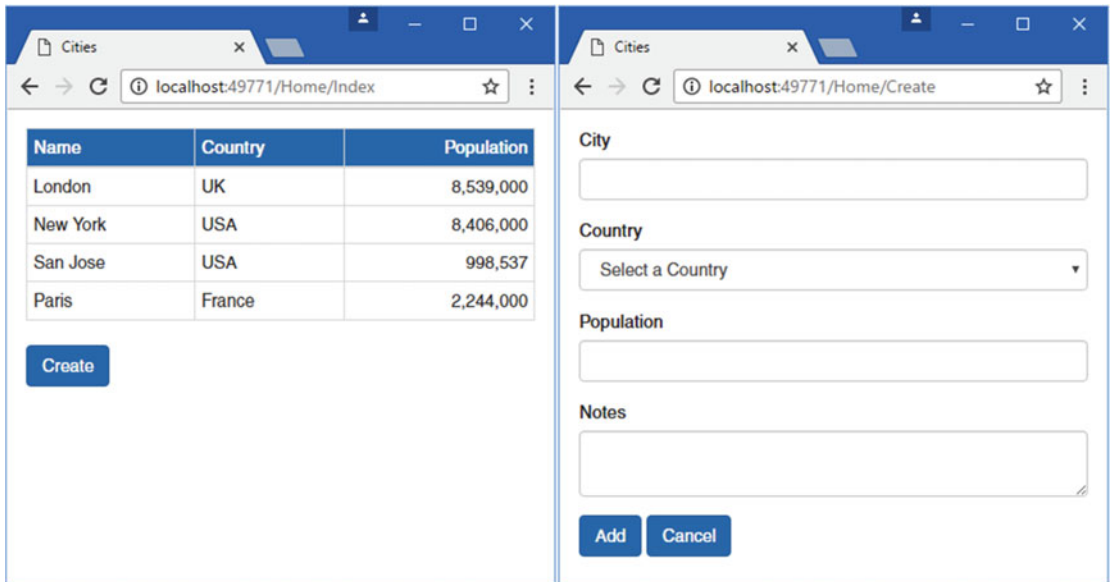 Cities
localhost:49771/Home/Index
Name Country Population
London UK 8,539,000
New York USA 8,406,000
San Jose USA 998,537
Paris France 2,244,000
Create
Cities
localhost:49771/Home/Create
City
Country
Select a Country
Population
Notes
Add Cancel